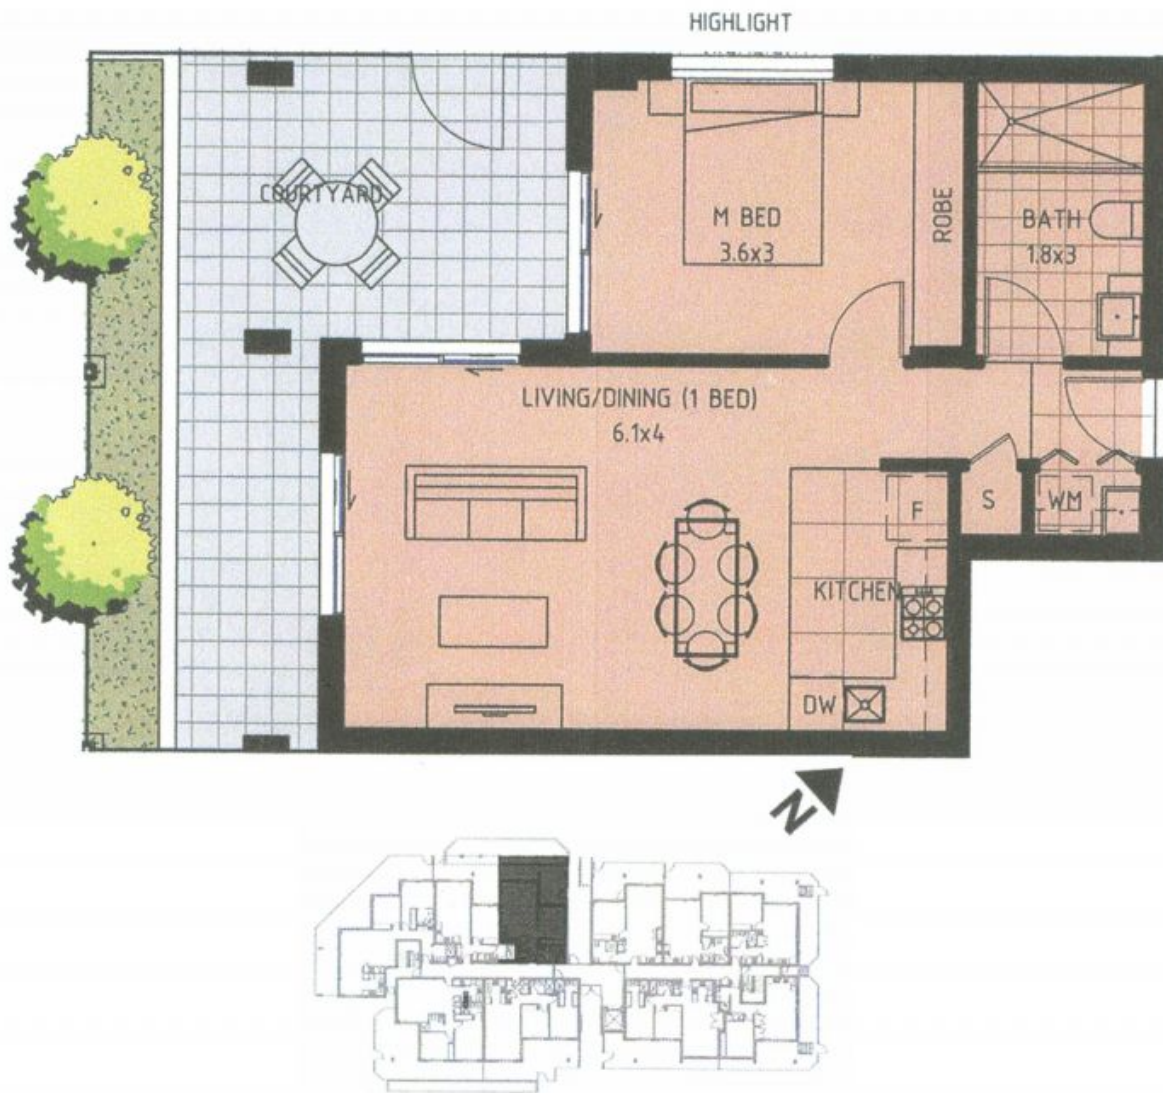 HIGHLIGHT
COURTYARD
M BED
3.6x3
ROBE
BATH
1.8x3
LIVING/DINING (1 BED)
6.1x4
F
S
WM
KITCHEN
DW
N